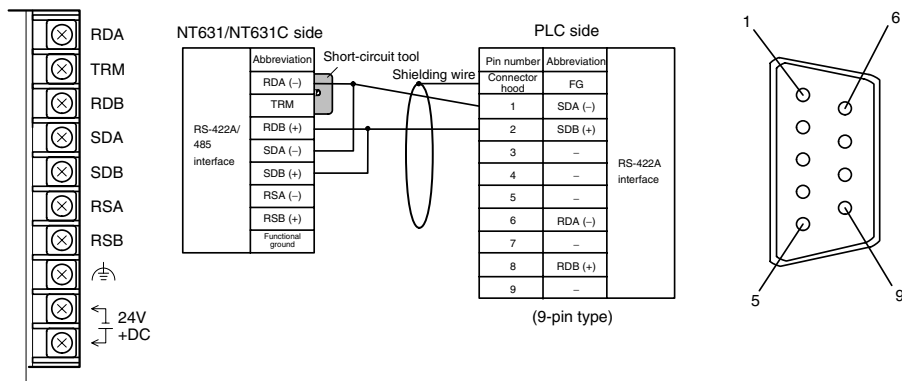 RDA
TRM
RDB
SDA
SDB
RSA
RSB
24V
+DC
NT631/NT631C side
Short-circuit tool
Abbreviation
RDA (–)
TRM
RDB (+)
SDA (–)
SDB (+)
RSA (–)
RSB (+)
Functional
ground
RS-422A/
485
interface
Shielding wire
PLC side
Pin number Abbreviation
Connector
hood FG
1 SDA (–)
2 SDB (+)
3 –
4 –
5 –
6 RDA (–)
7 –
8 RDB (+)
9 –
RS-422A
interface
(9-pin type)
1
6
5
9